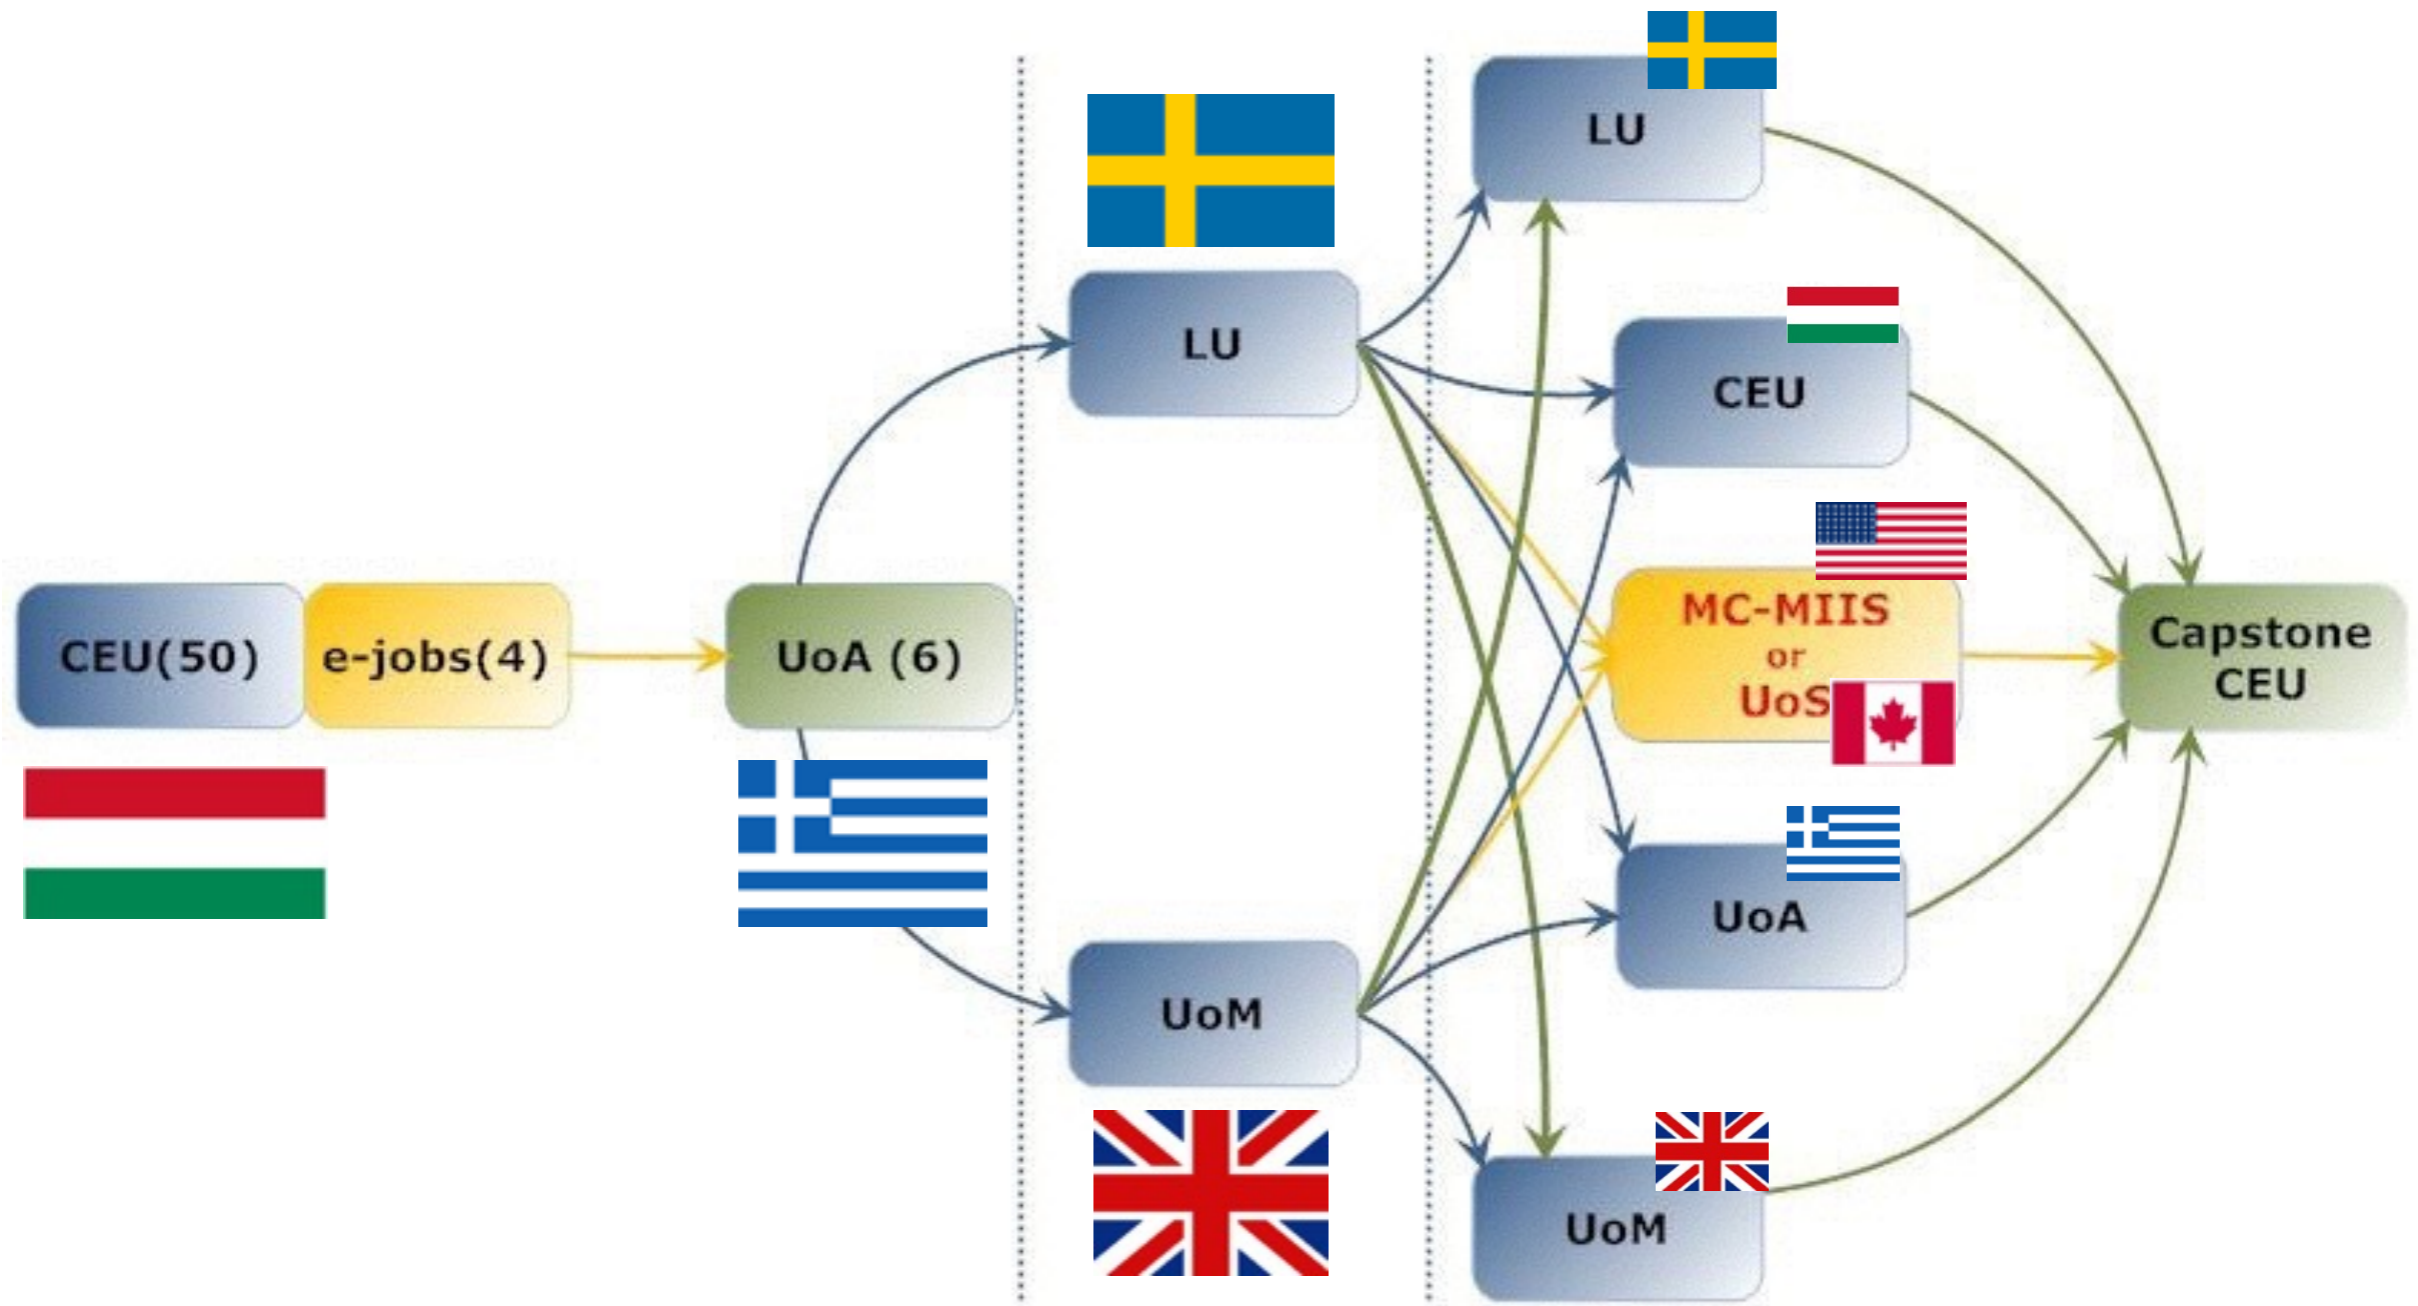 CEU(50)
e-jobs(4)
UoA (6)
LU
UoM
LU
CEU
MC-MIIS
or
UoS
UoA
UoM
Capstone
CEU